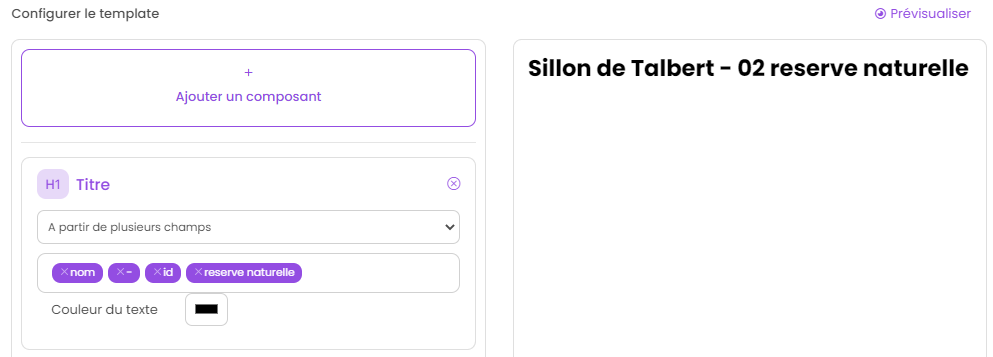 Configurer le template
Prévisualiser
+
Ajouter un composant
H1 Titre
A partir de plusieurs champs
×nom ×- ×id ×reserve naturelle
Couleur du texte
Sillon de Talbert - 02 reserve naturelle